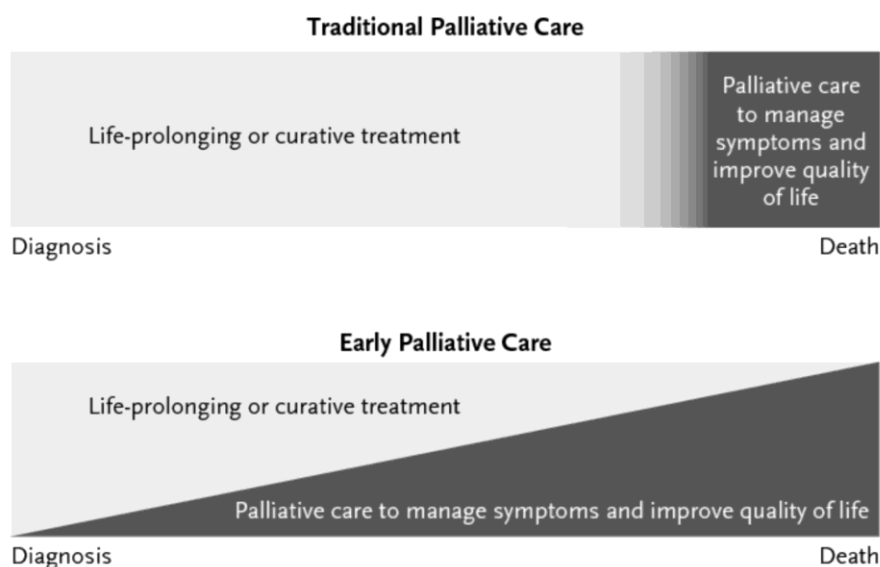 Traditional Palliative Care
Life-prolonging or curative treatment
Palliative care
to manage
symptoms and
improve quality
of life
Diagnosis
Death
Early Palliative Care
Life-prolonging or curative treatment
Palliative care to manage symptoms and improve quality of life
Diagnosis
Death